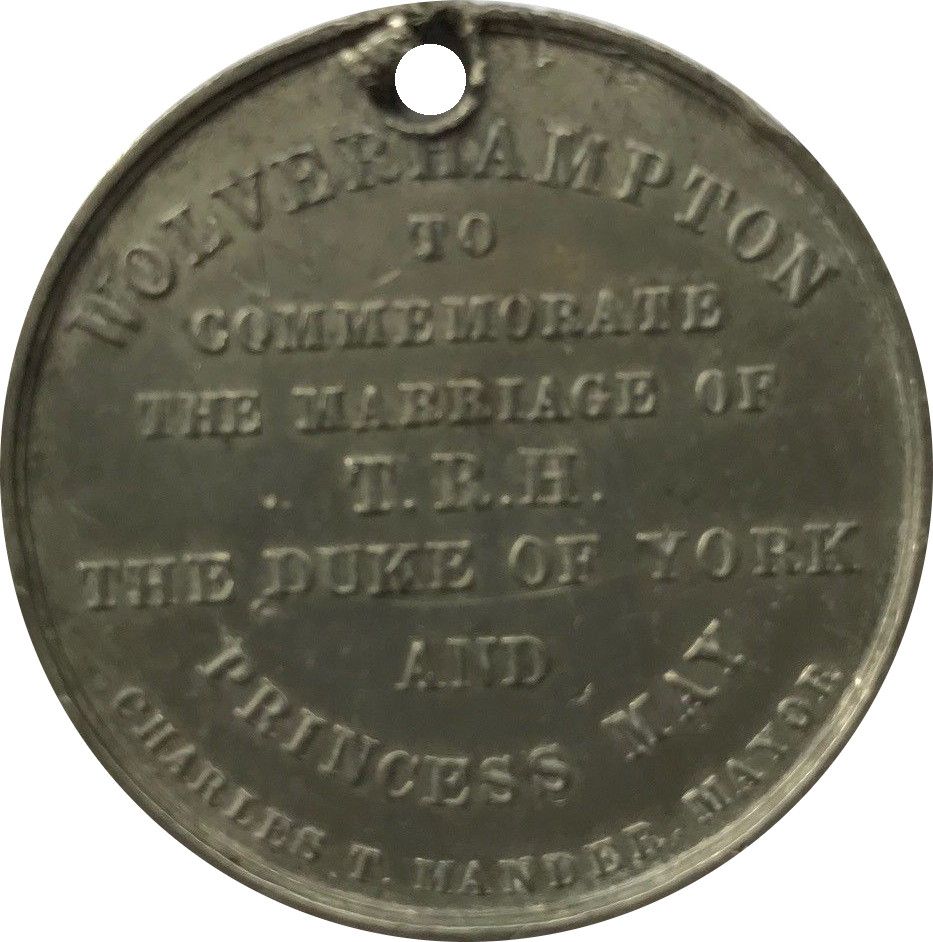 WOLVERHAMPTON
TO
COMMEMORATE
THE MARRIAGE OF
T.R.H.
THE DUKE OF YORK
AND
PRINCESS MAY
CHARLES T. MANDER. MAYOR